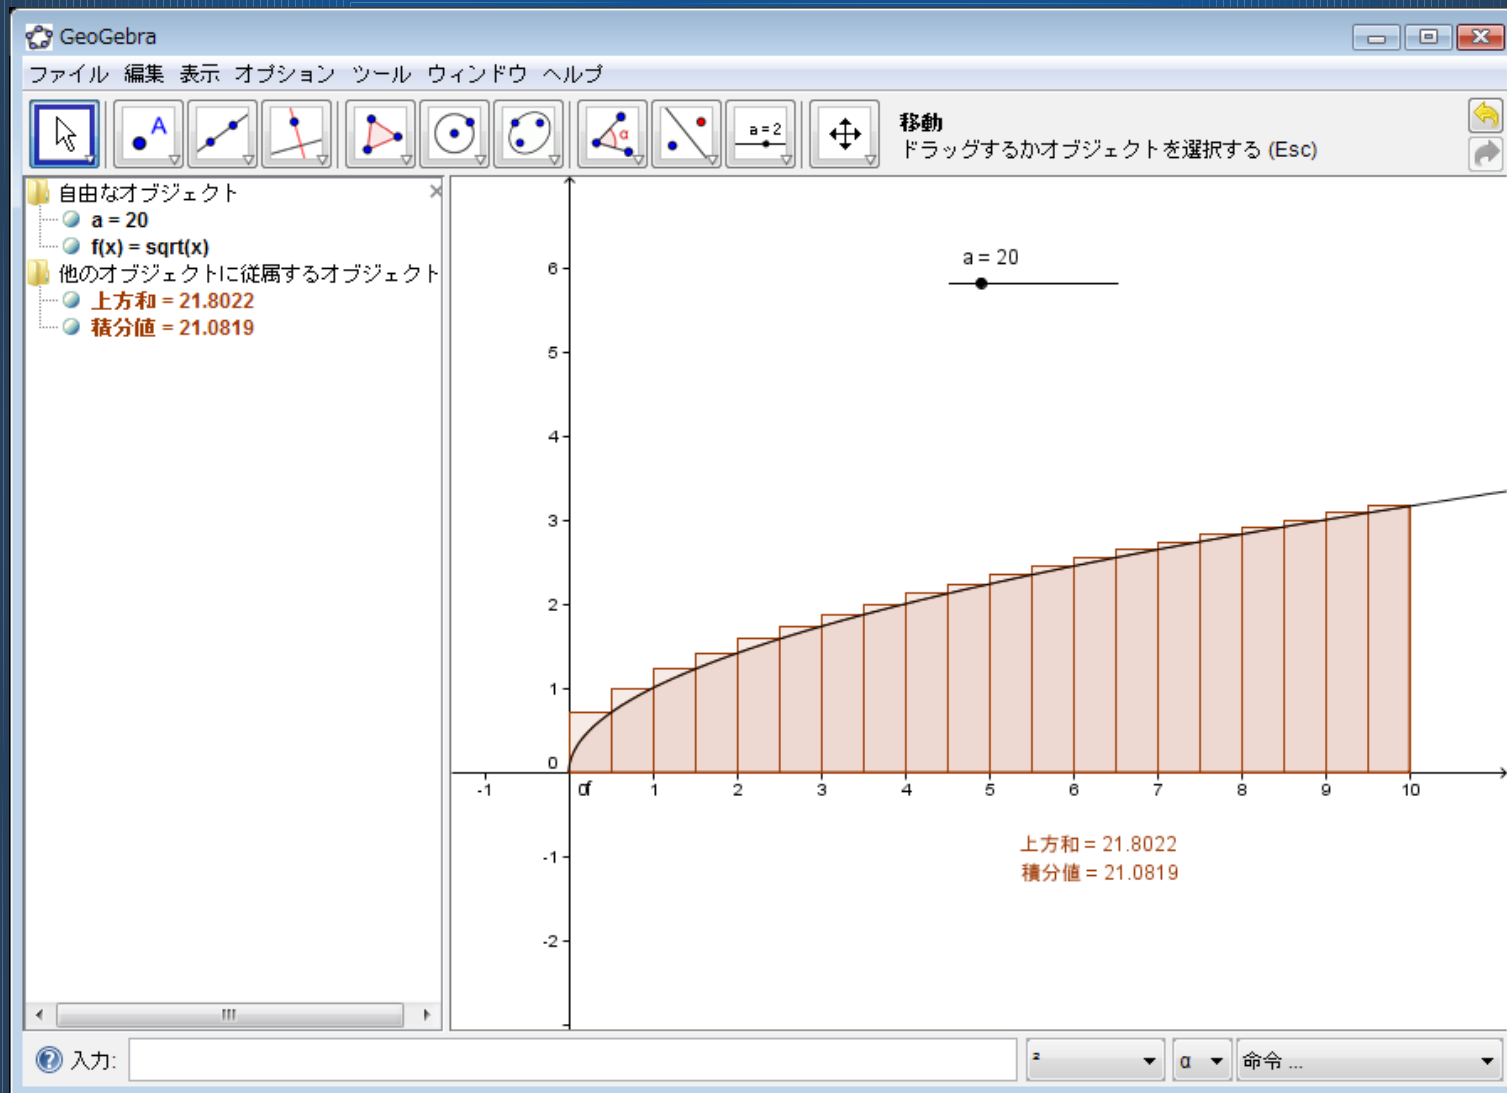 GeoGebra
ファイル 編集 表示 オプション ツール ウィンドウ ヘルプ
A
α
a = 2
移動
ドラッグするかオブジェクトを選択する (Esc)
自由なオブジェクト
a = 20
f(x) = sqrt(x)
他のオブジェクトに従属するオブジェクト
上方和 = 21.8022
積分値 = 21.0819
a = 20
6
5
4
3
2
1
0
-1 0f 1 2 3 4 5 6 7 8 9 10
-1
-2
上方和 = 21.8022
積分値 = 21.0819
入力:
²
α
命令 ...